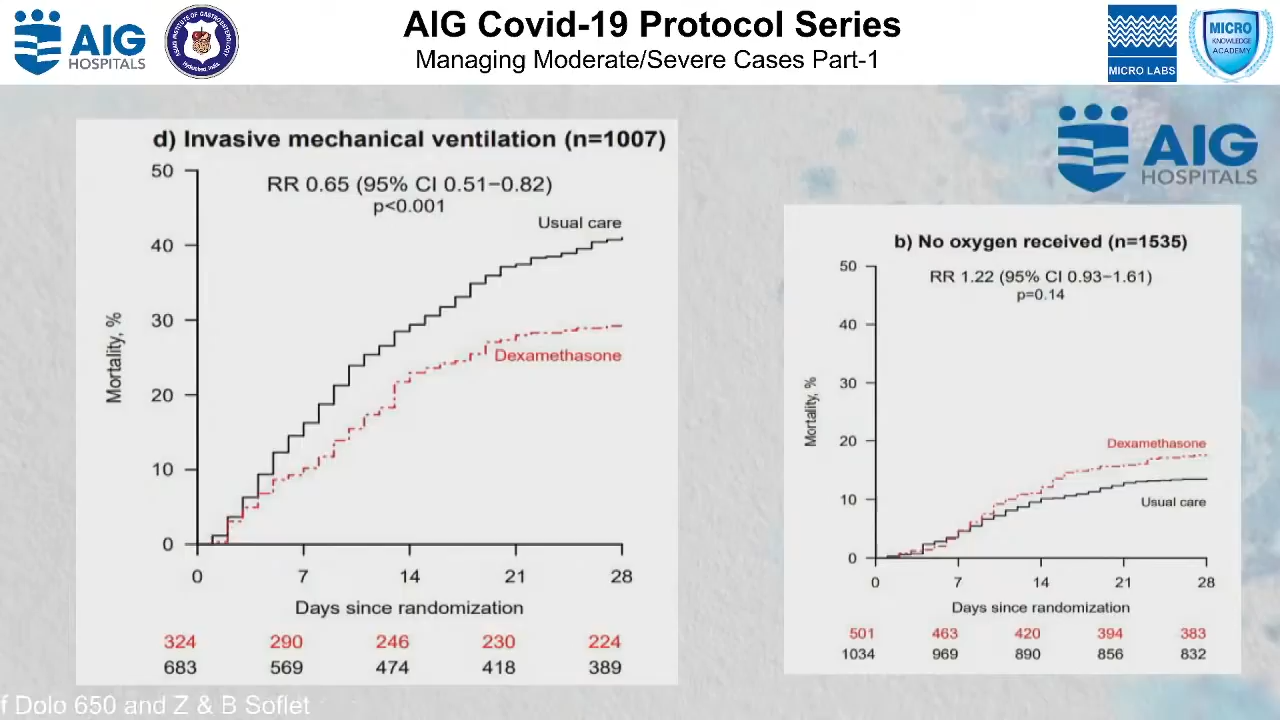 AIG
HOSPITALS
AIG Covid-19 Protocol Series
Managing Moderate/Severe Cases Part-1
MICRO LABS
MICRO
KNOWLEDGE
ACADEMY
AIG
HOSPITALS
d) Invasive mechanical ventilation (n=1007)
RR 0.65 (95% CI 0.51−0.82)
p<0.001
Usual care
Dexamethasone
Mortality, %
50
40
30
20
10
0
0 7 14 21 28
Days since randomization
324 290 246 230 224
683 569 474 418 389
b) No oxygen received (n=1535)
RR 1.22 (95% CI 0.93−1.61)
p=0.14
Dexamethasone
Usual care
Mortality, %
50
40
30
20
10
0
0 7 14 21 28
Days since randomization
501 463 420 394 383
1034 969 890 856 832
f Dolo 650 and Z & B Soflet